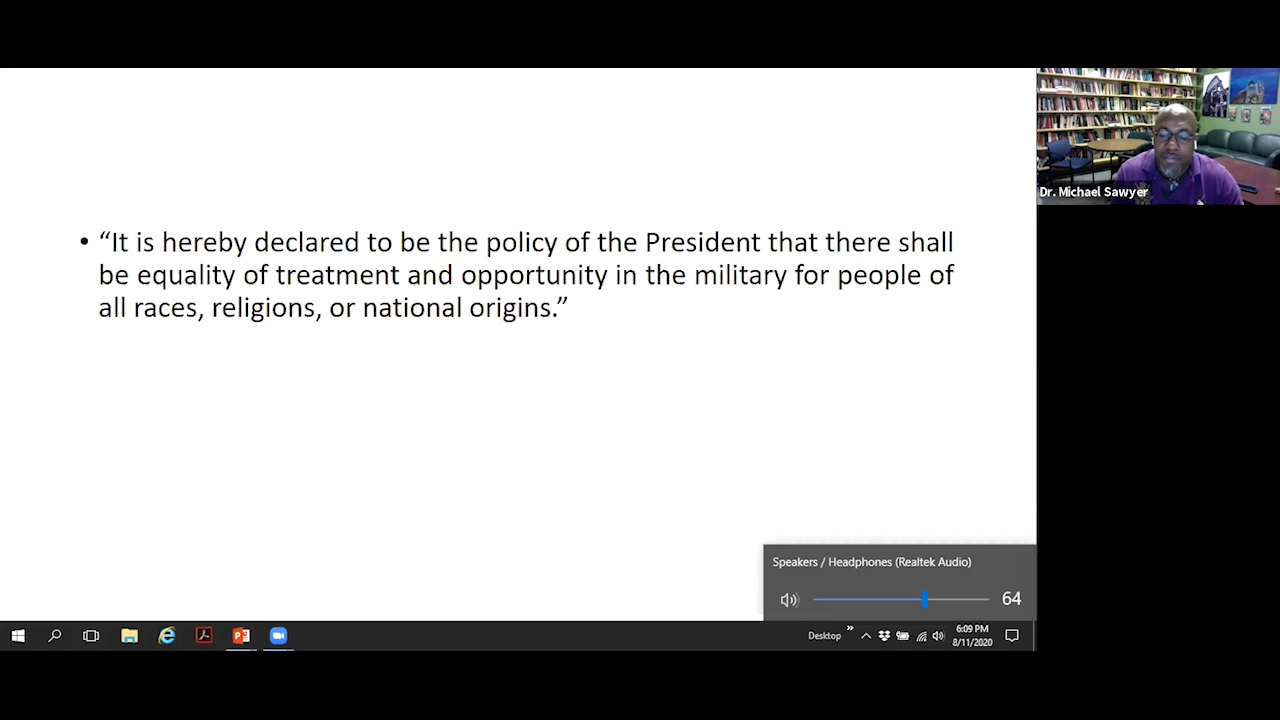 • “It is hereby declared to be the policy of the President that there shall
be equality of treatment and opportunity in the military for people of
all races, religions, or national origins.”
Dr. Michael Sawyer
Speakers / Headphones (Realtek Audio)
64
Desktop
6:09 PM
8/11/2020